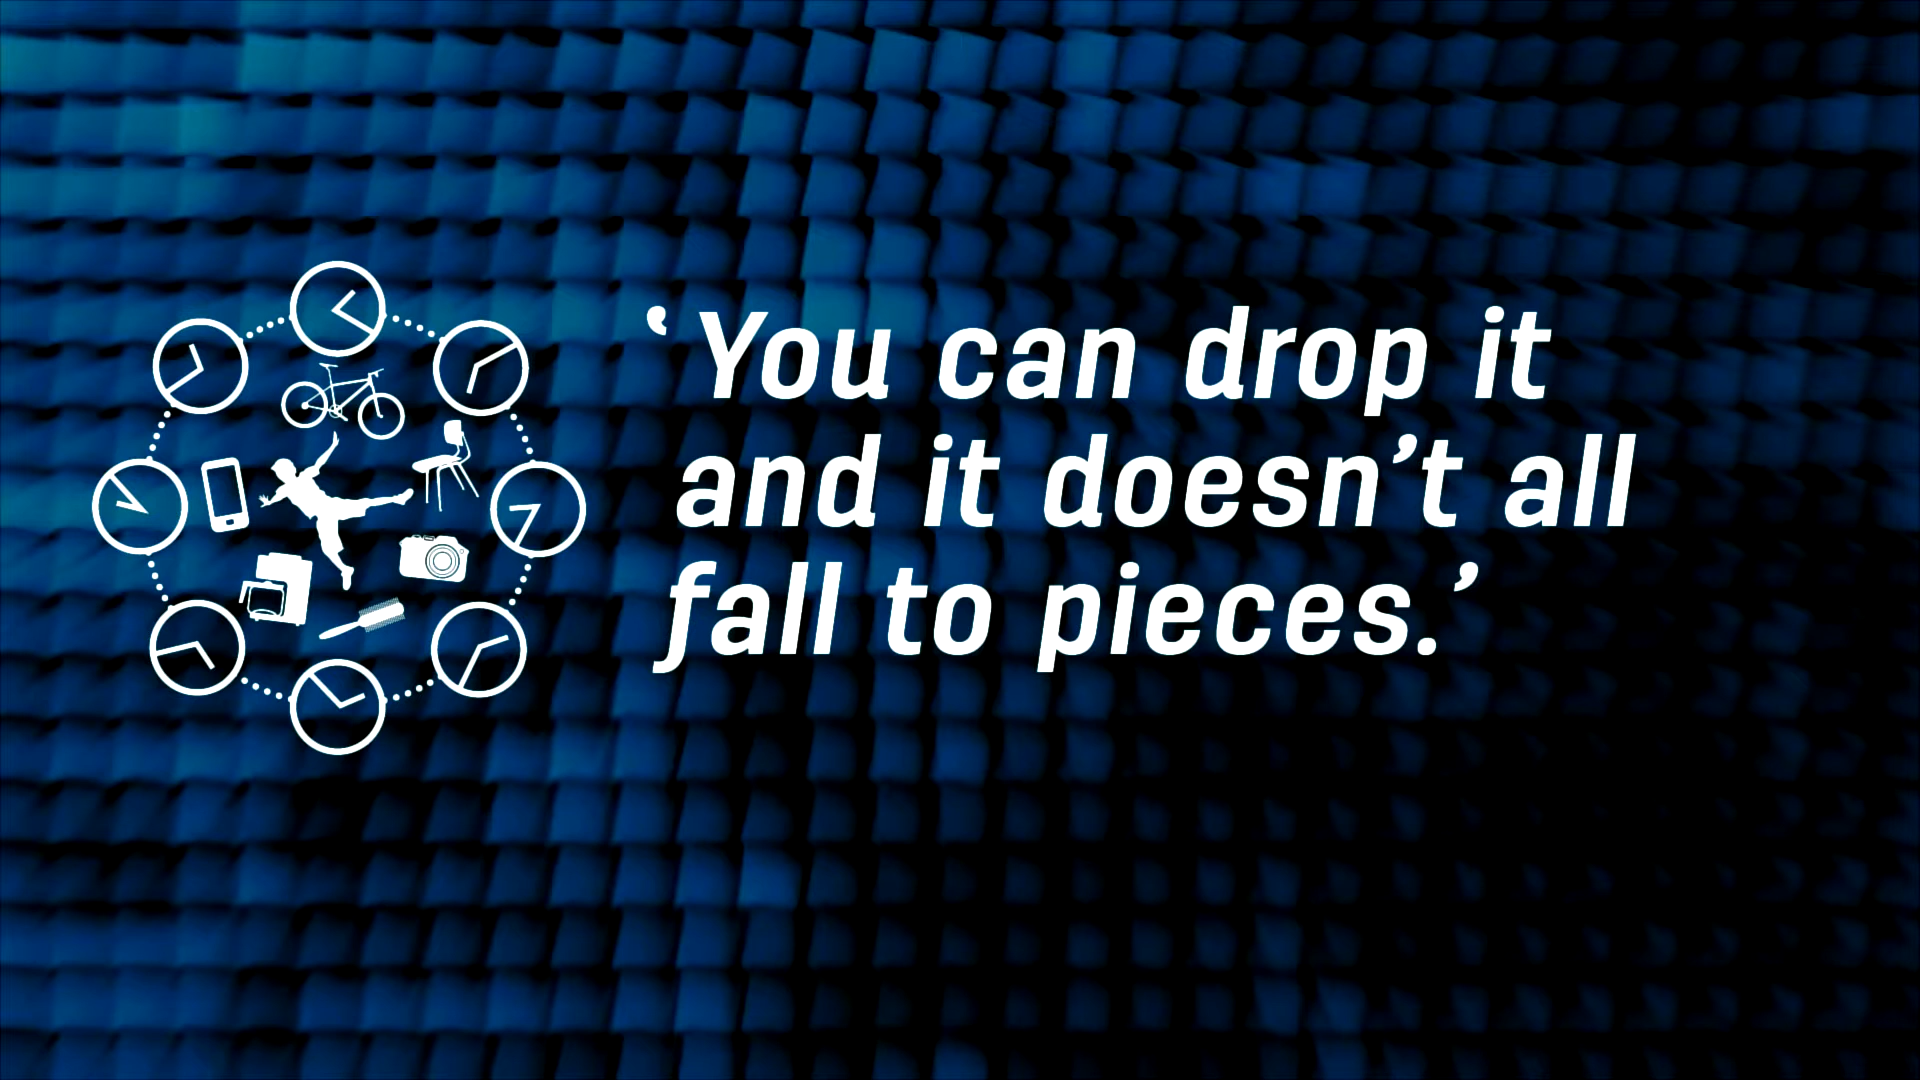 ‘You can drop it
and it doesn’t all
fall to pieces.’